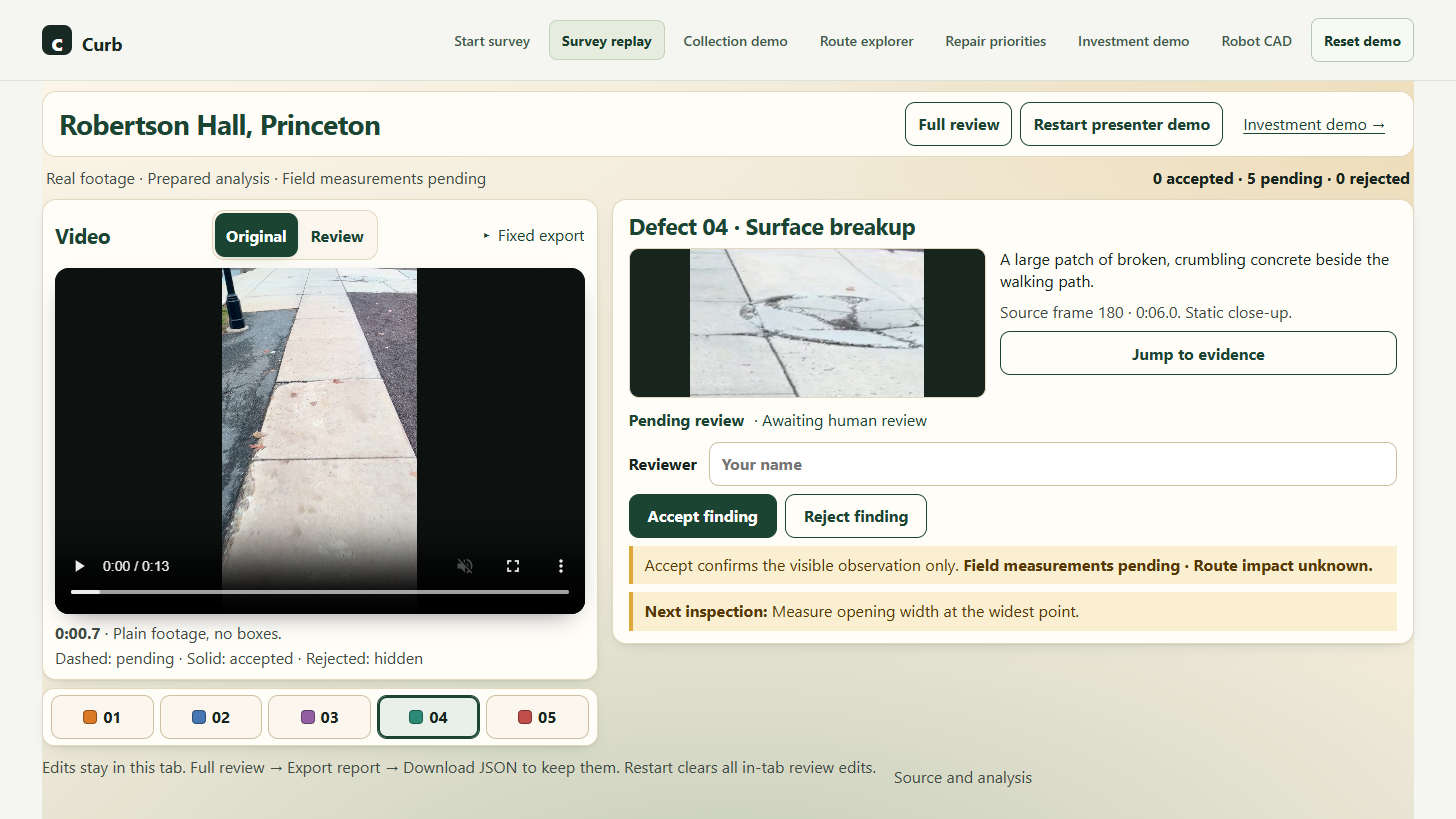 c Curb
Start survey
Survey replay
Collection demo
Route explorer
Repair priorities
Investment demo
Robot CAD
Reset demo
Robertson Hall, Princeton
Full review
Restart presenter demo
Investment demo →
Real footage · Prepared analysis · Field measurements pending
0 accepted · 5 pending · 0 rejected
Video
Original
Review
▸ Fixed export
0:00 / 0:13
0:00.7 · Plain footage, no boxes.
Dashed: pending · Solid: accepted · Rejected: hidden
01
02
03
04
05
Defect 04 · Surface breakup
A large patch of broken, crumbling concrete beside the
walking path.
Source frame 180 · 0:06.0. Static close-up.
Jump to evidence
Pending review · Awaiting human review
Reviewer
Your name
Accept finding
Reject finding
Accept confirms the visible observation only. Field measurements pending · Route impact unknown.
Next inspection: Measure opening width at the widest point.
Edits stay in this tab. Full review → Export report → Download JSON to keep them. Restart clears all in-tab review edits.
Source and analysis